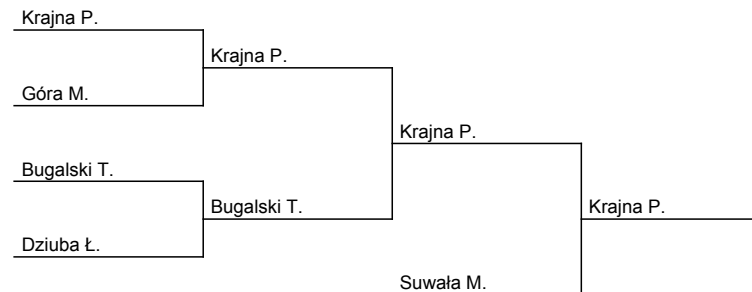 Krajna P.
Krajna P.
Góra M.
Krajna P.
Bugalski T.
Bugalski T.
Krajna P.
Dziuba Ł.
Suwała M.